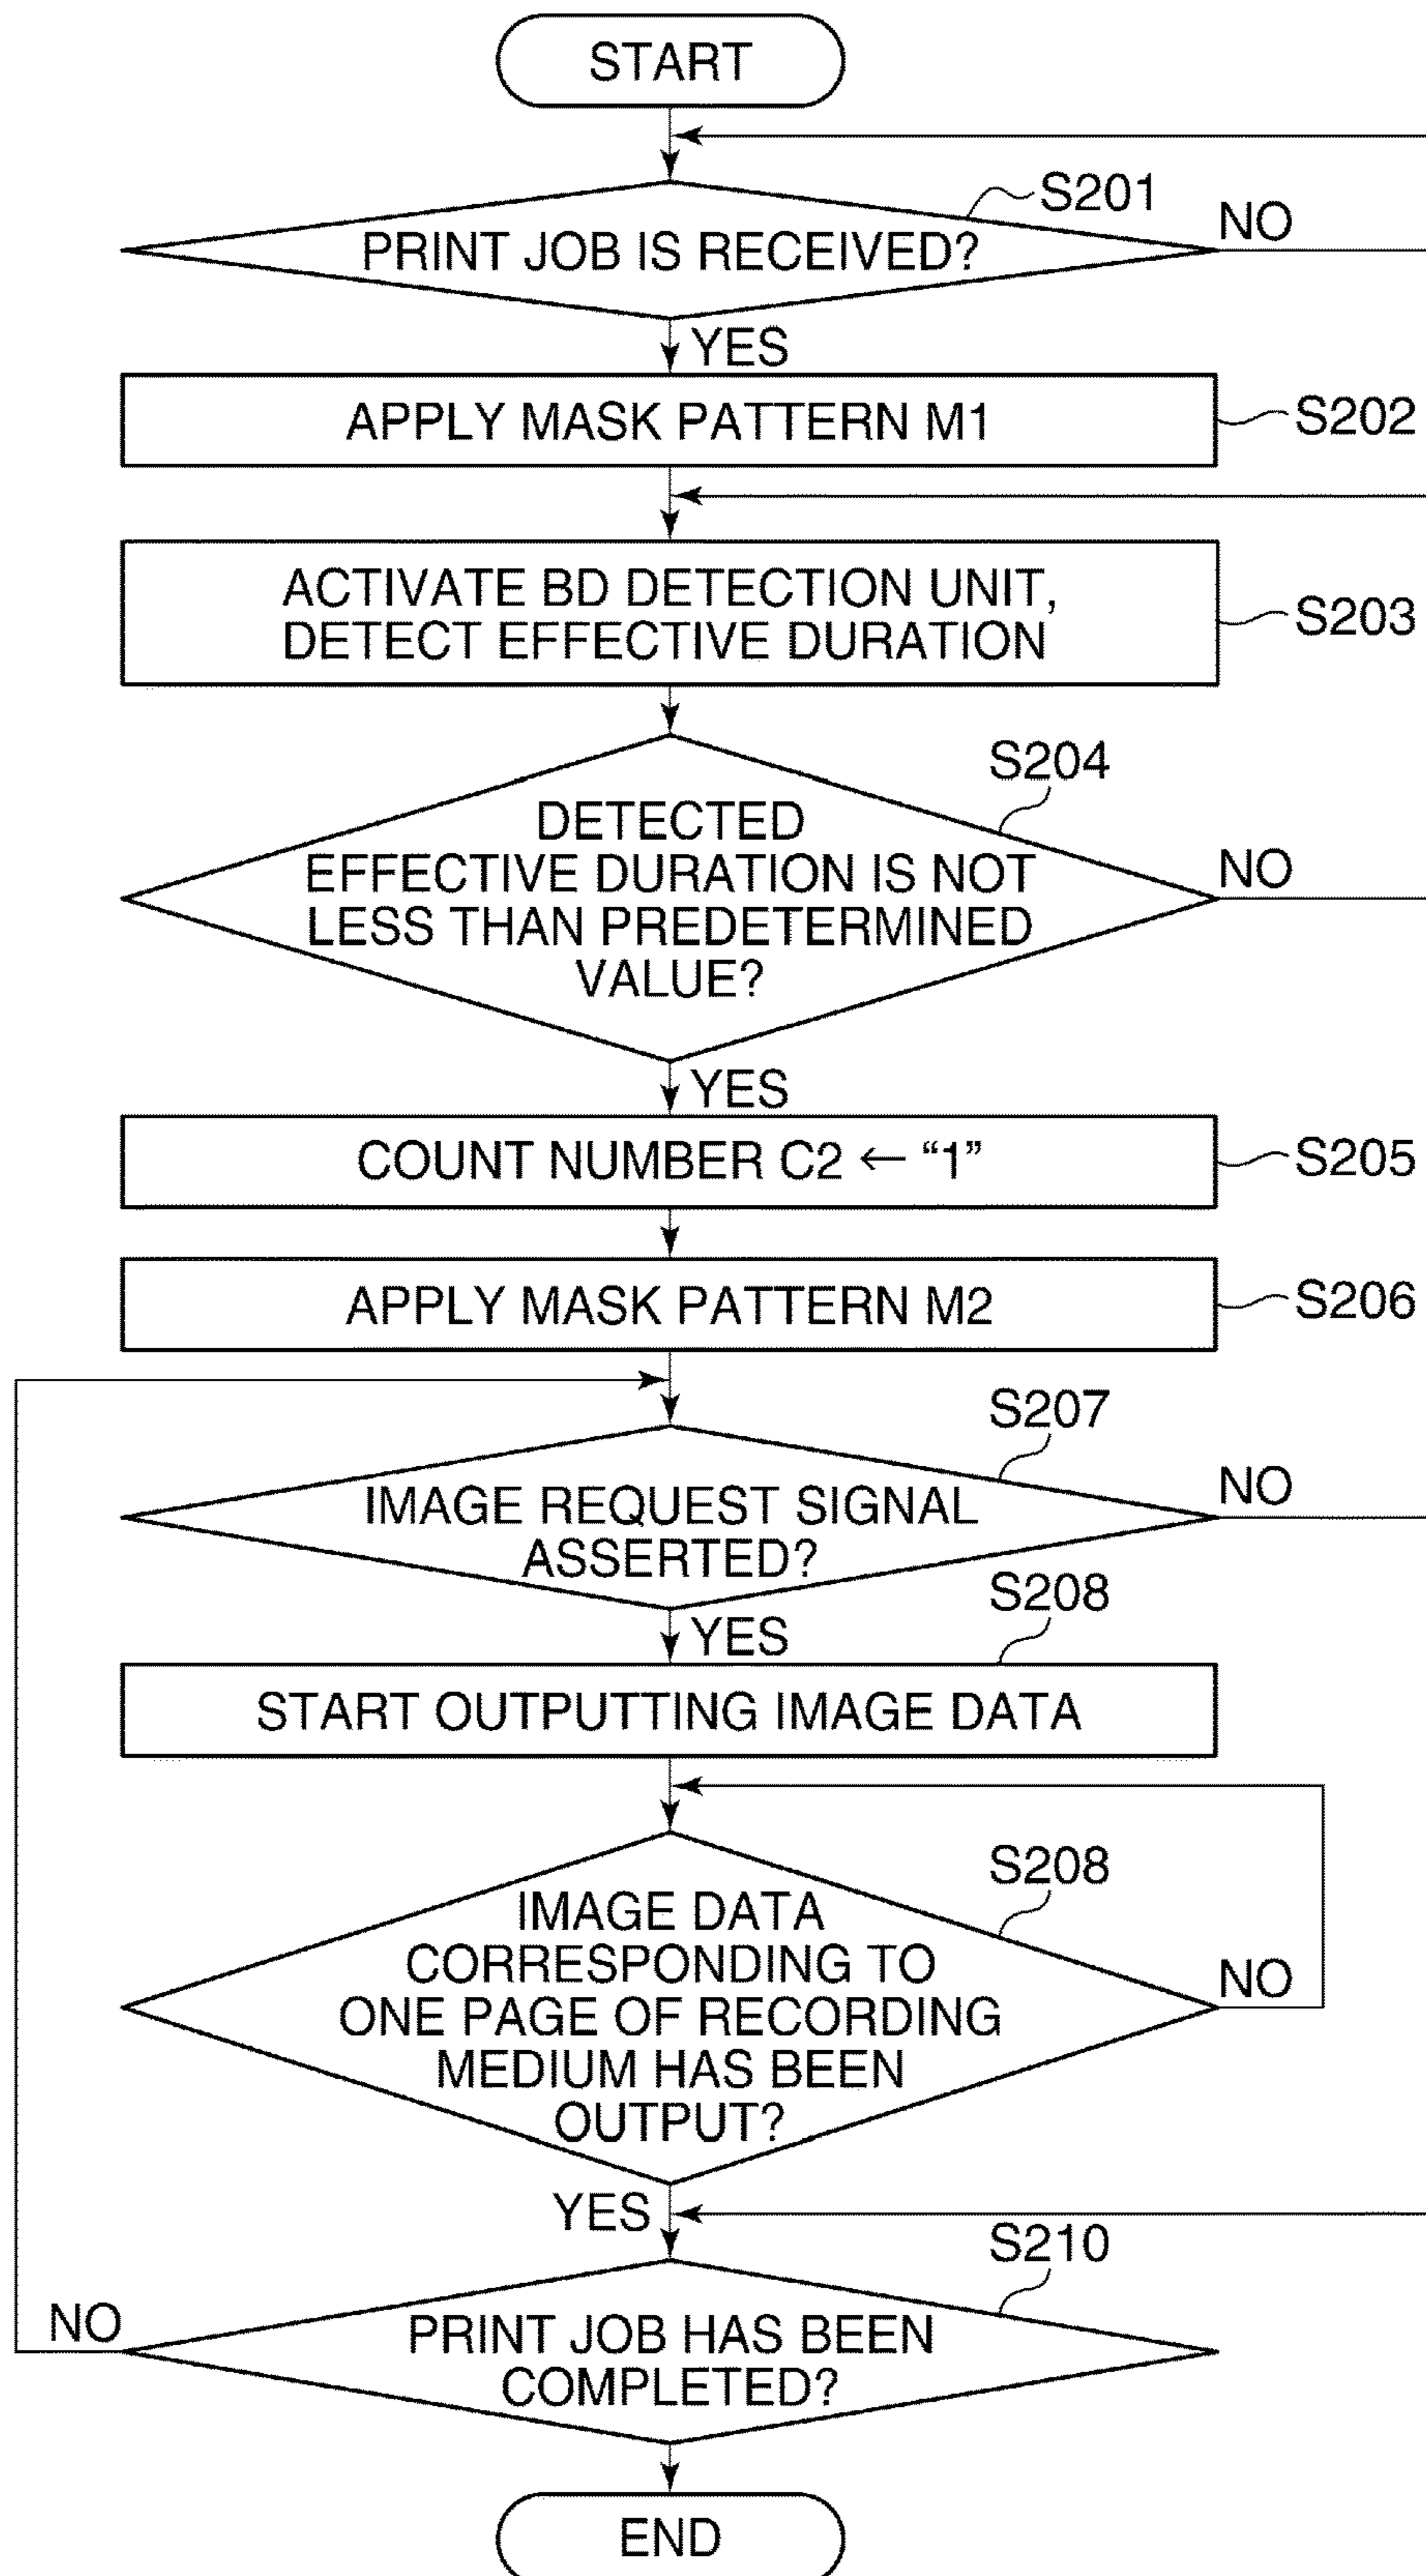 START
S201
NO
PRINT JOB IS RECEIVED?
YES
APPLY MASK PATTERN M1
S202
ACTIVATE BD DETECTION UNIT,
DETECT EFFECTIVE DURATION
S203
S204
DETECTED
EFFECTIVE DURATION IS NOT
LESS THAN PREDETERMINED
VALUE?
NO
YES
COUNT NUMBER C2 ← “1”
S205
APPLY MASK PATTERN M2
S206
S207
IMAGE REQUEST SIGNAL
ASSERTED?
NO
YES
S208
START OUTPUTTING IMAGE DATA
S208
IMAGE DATA
CORRESPONDING TO
ONE PAGE OF RECORDING
MEDIUM HAS BEEN
OUTPUT?
NO
YES
S210
NO
PRINT JOB HAS BEEN
COMPLETED?
END